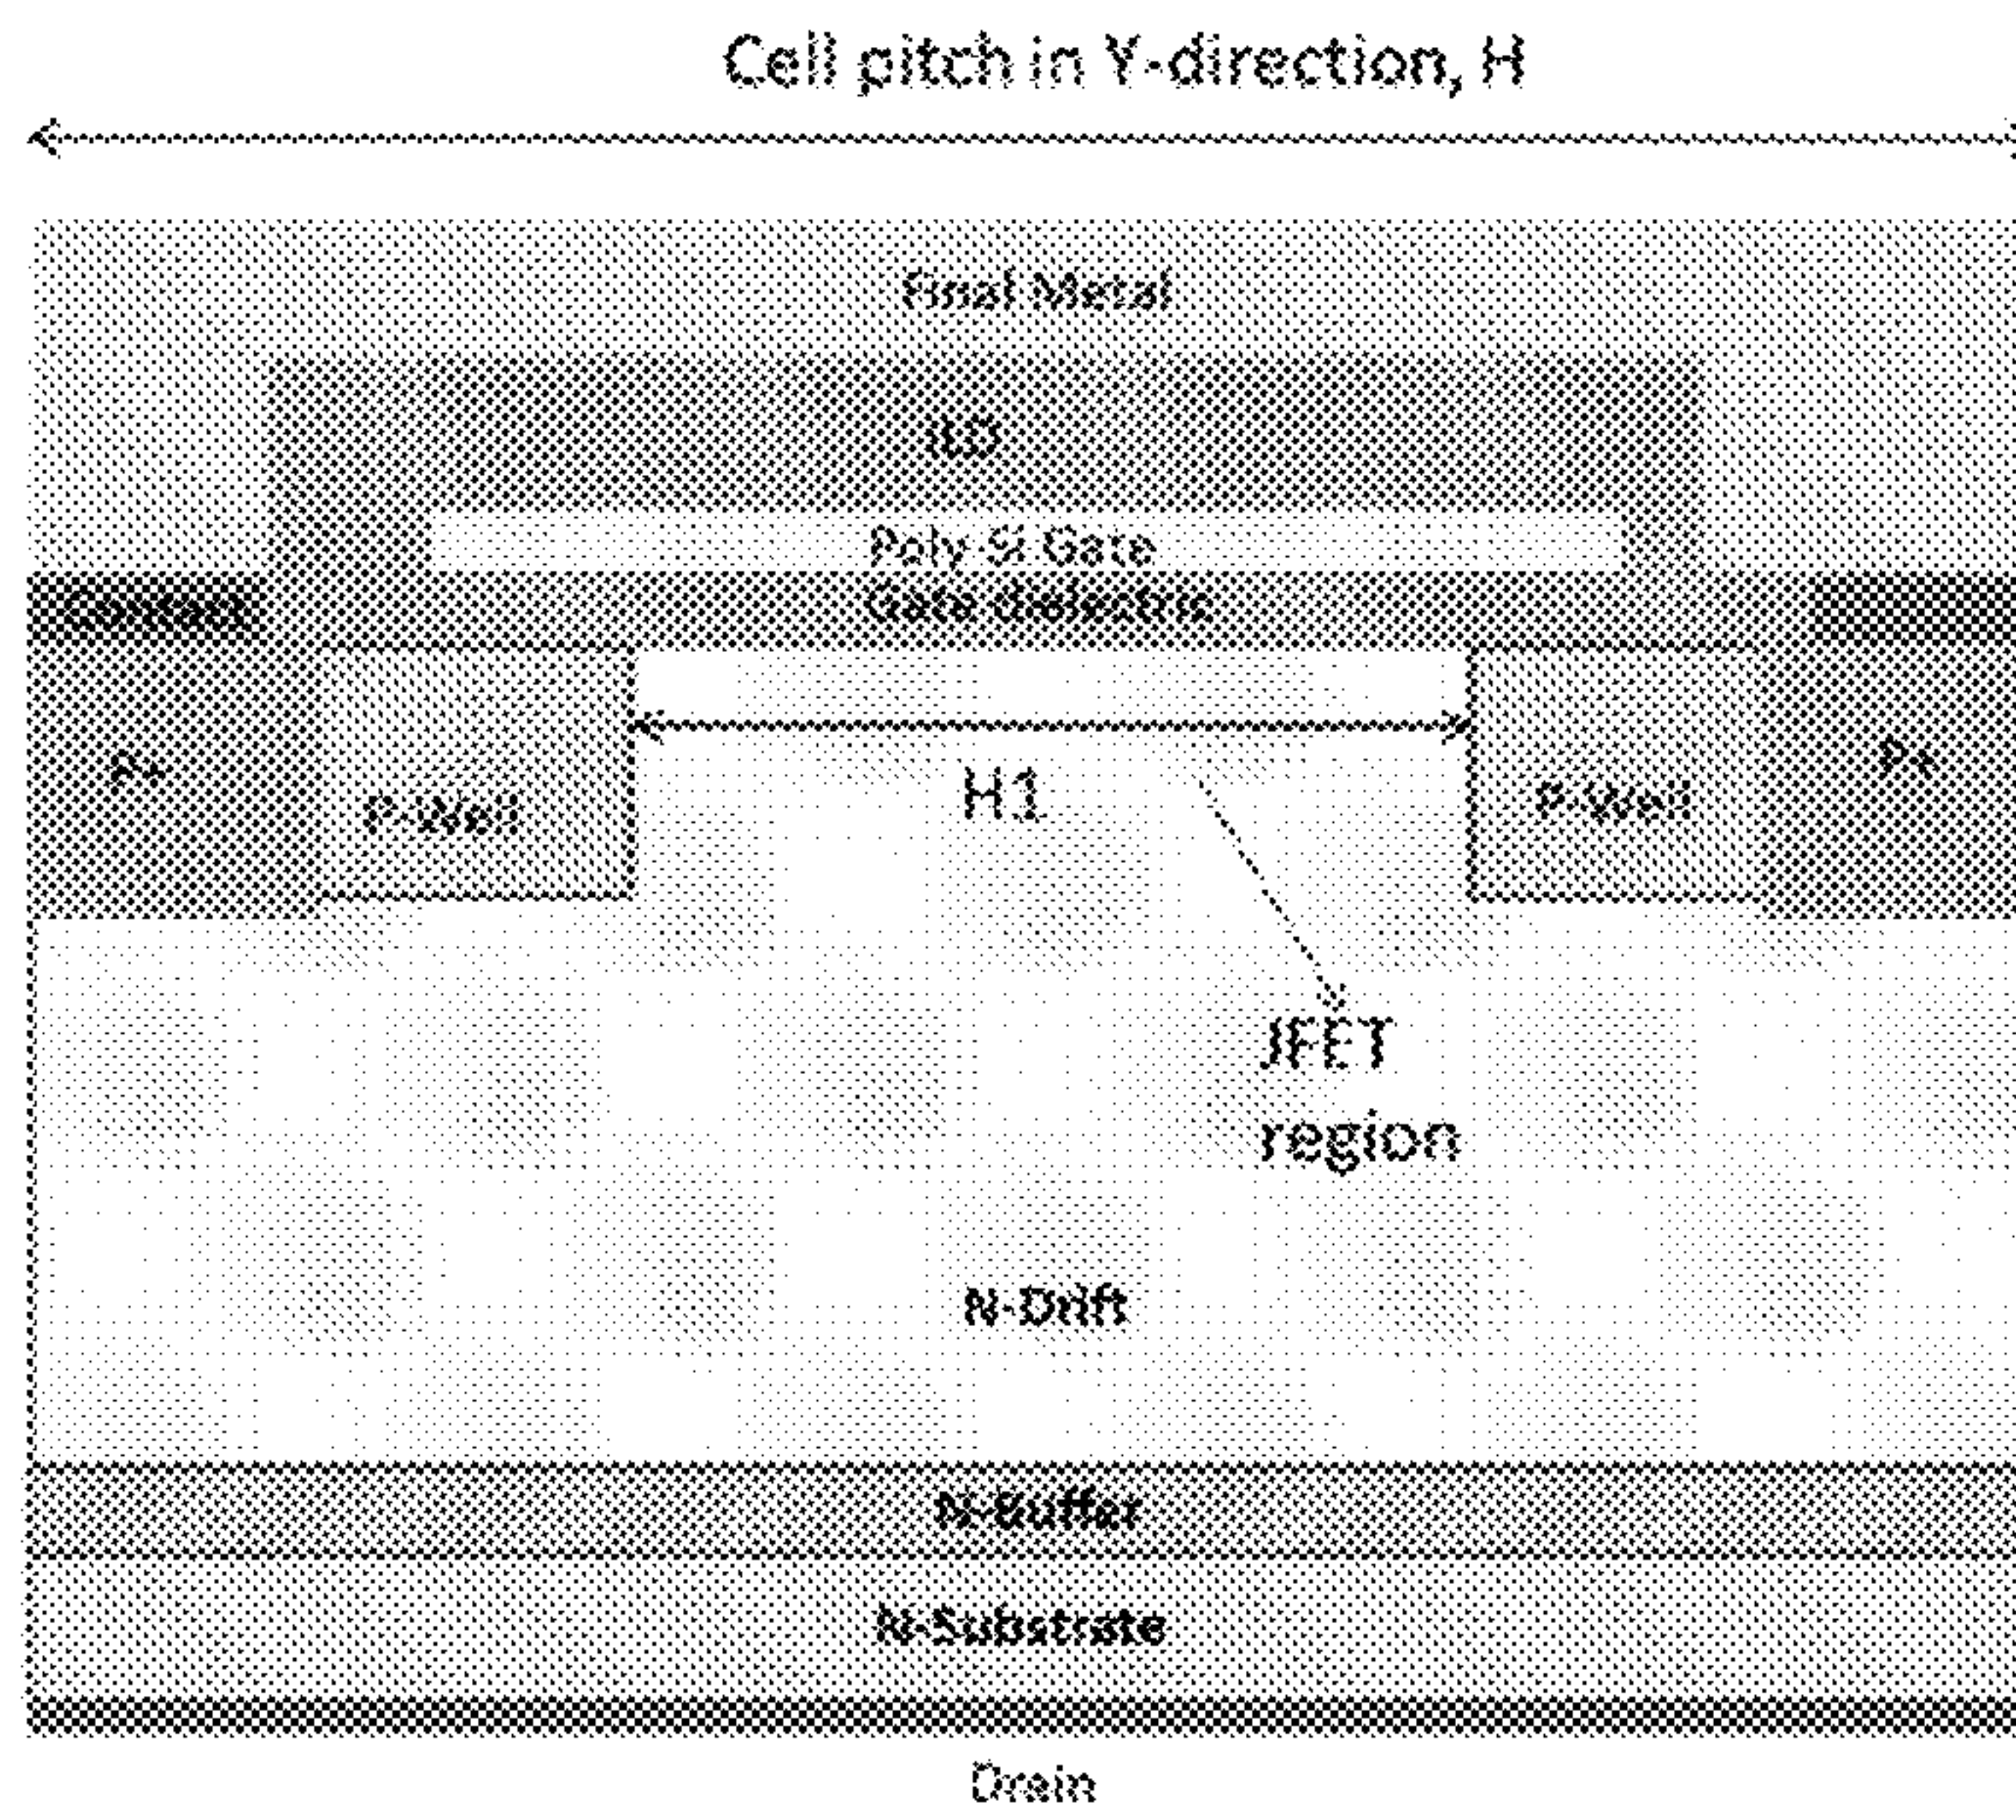 Cell pitch in Y-direction, H
Final Metal
ILD
Poly-Si Gate
Gate dielectric
Contact
P+
P-Well
H1
P-Well
P+
JFET
region
N-Drift
N-Buffer
N-Substrate
Drain